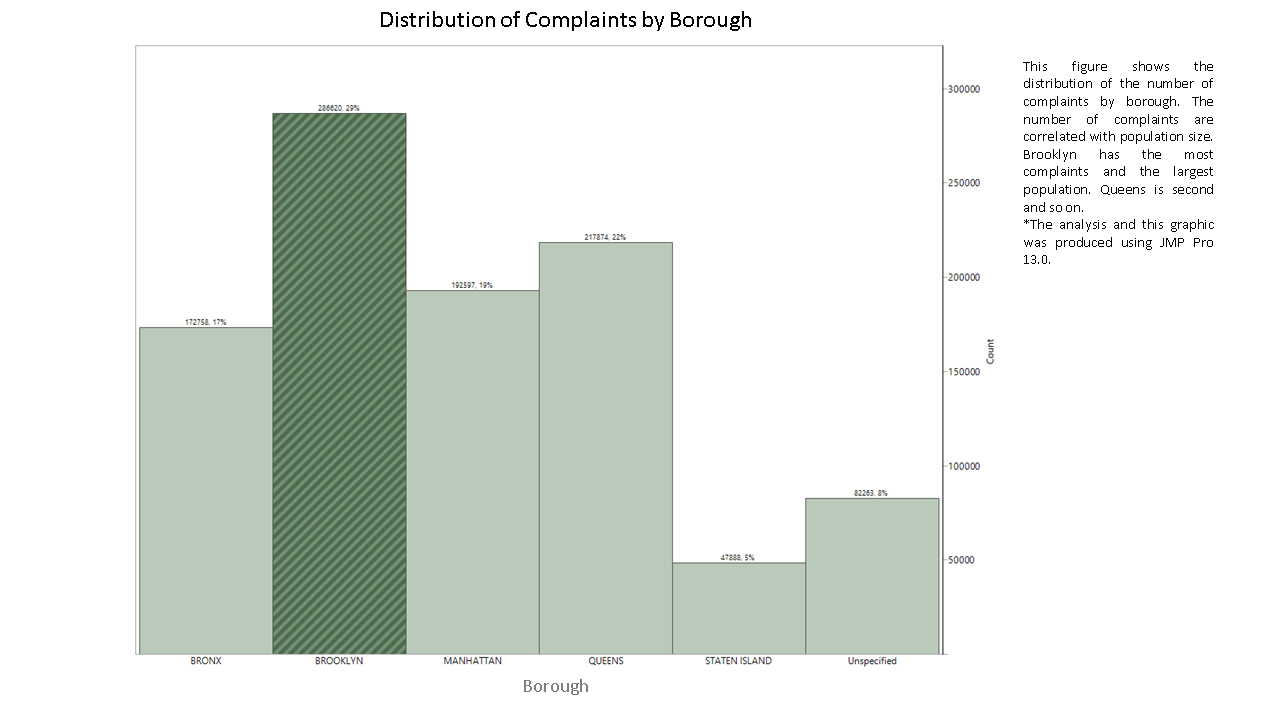 Distribution of Complaints by Borough
286620, 29%
217874, 22%
192597, 19%
172758, 17%
82263, 8%
47888, 5%
300000
250000
200000
150000
100000
50000
Count
BRONX BROOKLYN MANHATTAN QUEENS STATEN ISLAND Unspecified
Borough
This figure shows the
distribution of the number of
complaints by borough. The
number of complaints are
correlated with population size.
Brooklyn has the most
complaints and the largest
population. Queens is second
and so on.
*The analysis and this graphic
was produced using JMP Pro
13.0.